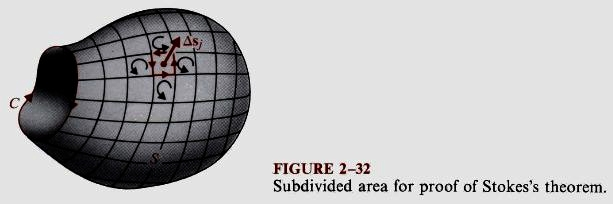 Δsj
C
S
FIGURE 2–32
Subdivided area for proof of Stokes's theorem.